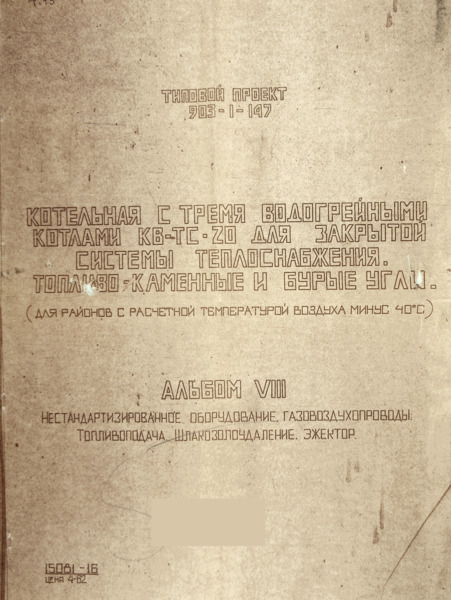 ТИПОВОЙ ПРОЕКТ
903-1-147
КОТЕЛЬНАЯ С ТРЕМЯ ВОДОГРЕЙНЫМИ
КОТЛАМИ КВ-ТС-20 ДЛЯ ЗАКРЫТОЙ
СИСТЕМЫ ТЕПЛОСНАБЖЕНИЯ.
ТОПЛИВО-КАМЕННЫЕ И БУРЫЕ УГЛИ.
(ДЛЯ РАЙОНОВ С РАСЧЕТНОЙ ТЕМПЕРАТУРОЙ ВОЗДУХА МИНУС 40°С)
АЛЬБОМ VIII
НЕСТАНДАРТИЗИРОВАННОЕ ОБОРУДОВАНИЕ. ГАЗОВОЗДУХОПРОВОДЫ.
ТОПЛИВОПОДАЧА. ШЛАКОЗОЛОУДАЛЕНИЕ. ЭЖЕКТОР.
15081-16
ЦЕНА 4-62